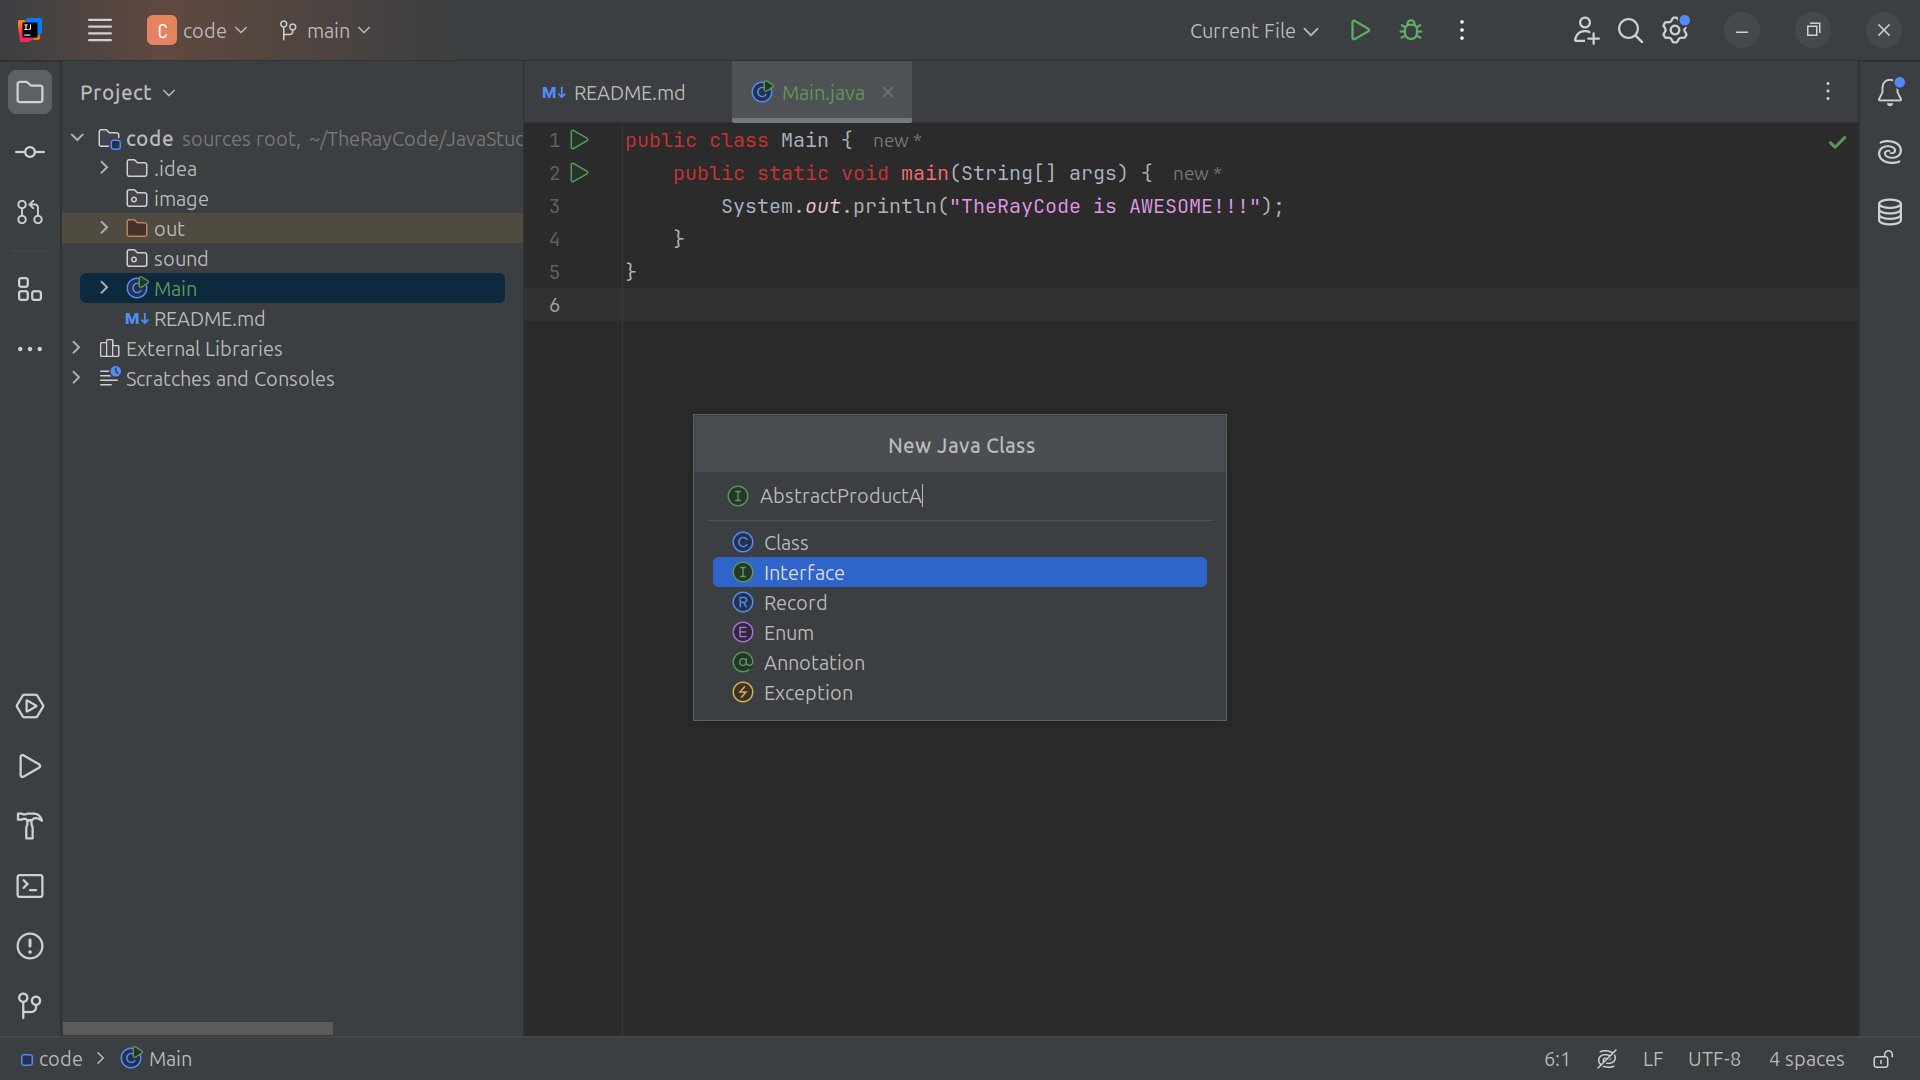 C code main
Current File
Project
code sources root, ~/TheRayCode/JavaStud
.idea
image
out
sound
Main
README.md
External Libraries
Scratches and Consoles
README.md
Main.java
1 public class Main { new *
2 public static void main(String[] args) { new *
3 System.out.println("TheRayCode is AWESOME!!!");
4 }
5 }
6
New Java Class
AbstractProductA
Class
Interface
Record
Enum
Annotation
Exception
code > Main
6:1 LF UTF-8 4 spaces